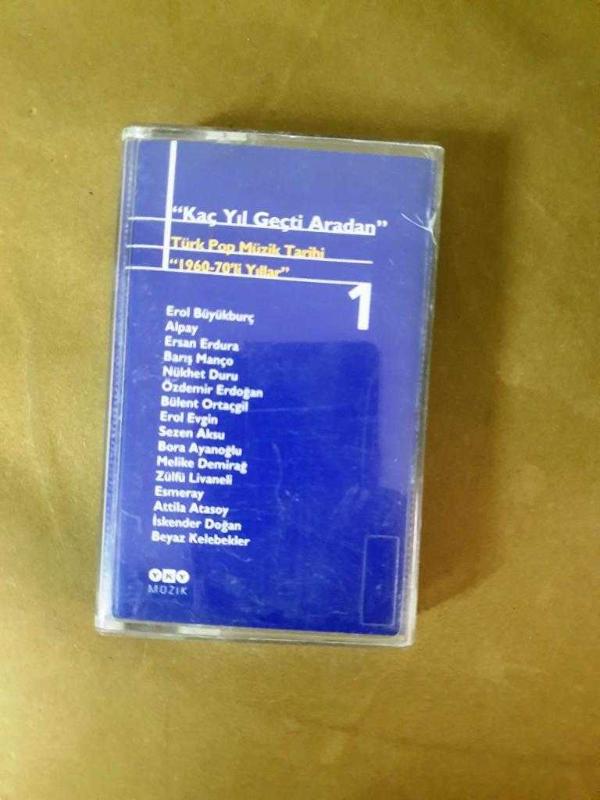 "Kaç Yıl Geçti Aradan"
Türk Pop Müzik Tarihi
"1960-70'li Yıllar"
1
Erol Büyükburç
Alpay
Ersan Erdura
Barış Manço
Nükhet Duru
Özdemir Erdoğan
Bülent Ortaçgil
Erol Evgin
Sezen Aksu
Bora Ayanoğlu
Melike Demirağ
Zülfü Livaneli
Esmeray
Attila Atasoy
İskender Doğan
Beyaz Kelebekler
YKY
MÜZİK